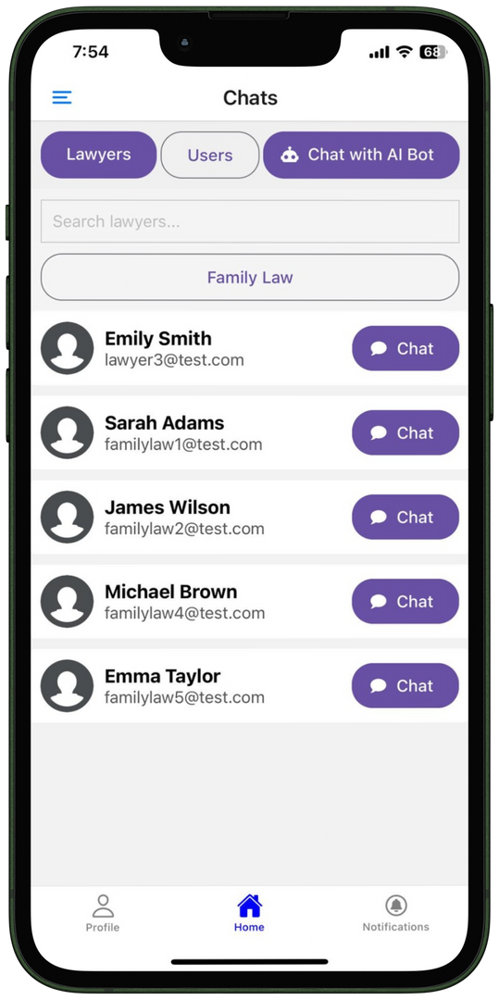 7:54
68
Chats
Lawyers
Users
Chat with AI Bot
Search lawyers...
Family Law
Emily Smith
lawyer3@test.com
Chat
Sarah Adams
familylaw1@test.com
Chat
James Wilson
familylaw2@test.com
Chat
Michael Brown
familylaw4@test.com
Chat
Emma Taylor
familylaw5@test.com
Chat
Profile
Home
Notifications